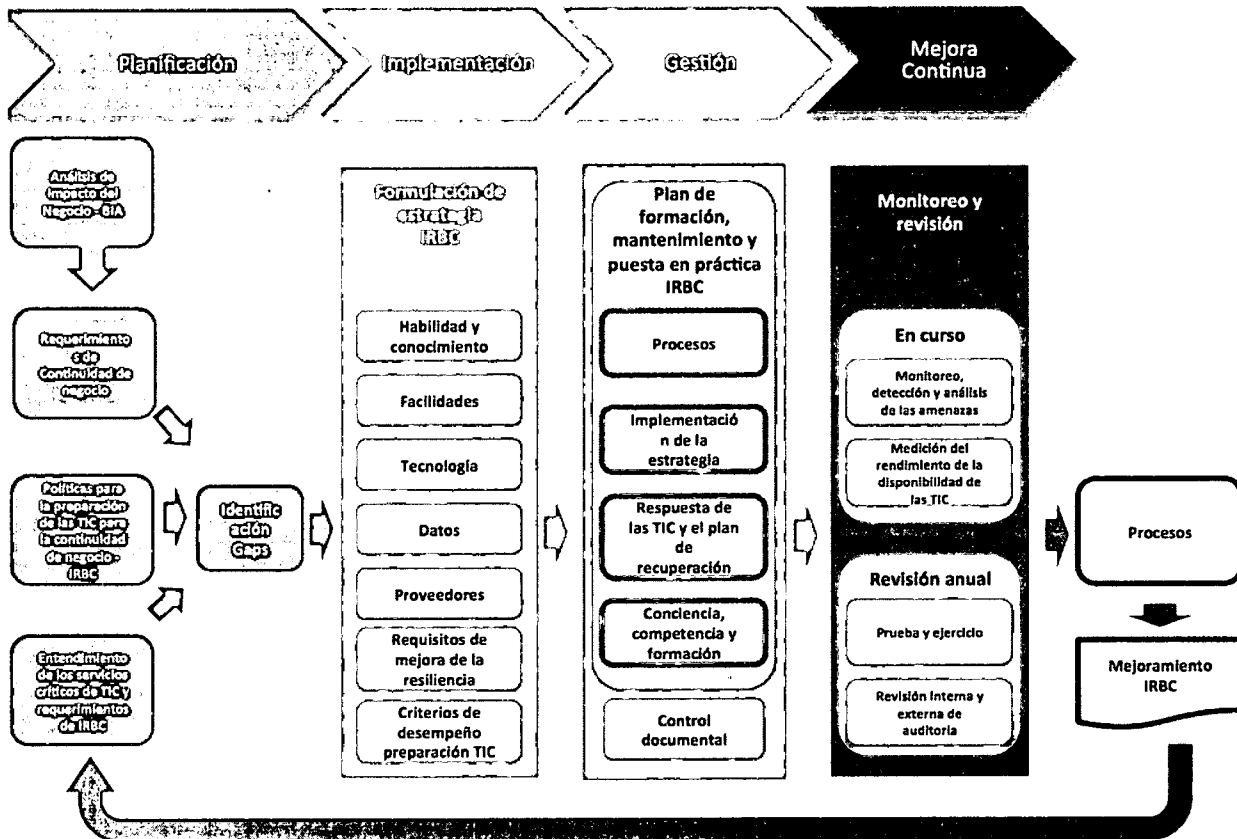 Planificación
Implementación
Gestión
Mejora
Continua
Análisis de
Impacto del
Negocio - BIA
Requerimiento
s de
Continuidad de
negocio
Políticas para
la preparación
de las TIC para
la continuidad
de negocio -
IRBC
Entendimiento
de los servicios
críticos de TIC y
requerimientos
de IRBC
Identific
ación
Gaps
Formulación de
estrategia
IRBC
Habilidad y
conocimiento
Facilidades
Tecnología
Datos
Proveedores
Requisitos de
mejora de la
resiliencia
Criterios de
desempeño
preparación TIC
Plan de
formación,
mantenimiento y
puesta en práctica
IRBC
Procesos
Implementació
n de la
estrategia
Respuesta de
las TIC y el plan de
recuperación
Conciencia,
competencia y
formación
Control
documental
Monitoreo y
revisión
En curso
Monitoreo,
detección y análisis
de las amenazas
Medición del
rendimiento de la
disponibilidad de
las TIC
Revisión anual
Prueba y ejercicio
Revisión interna y
externa de
auditoria
Procesos
Mejoramiento
IRBC